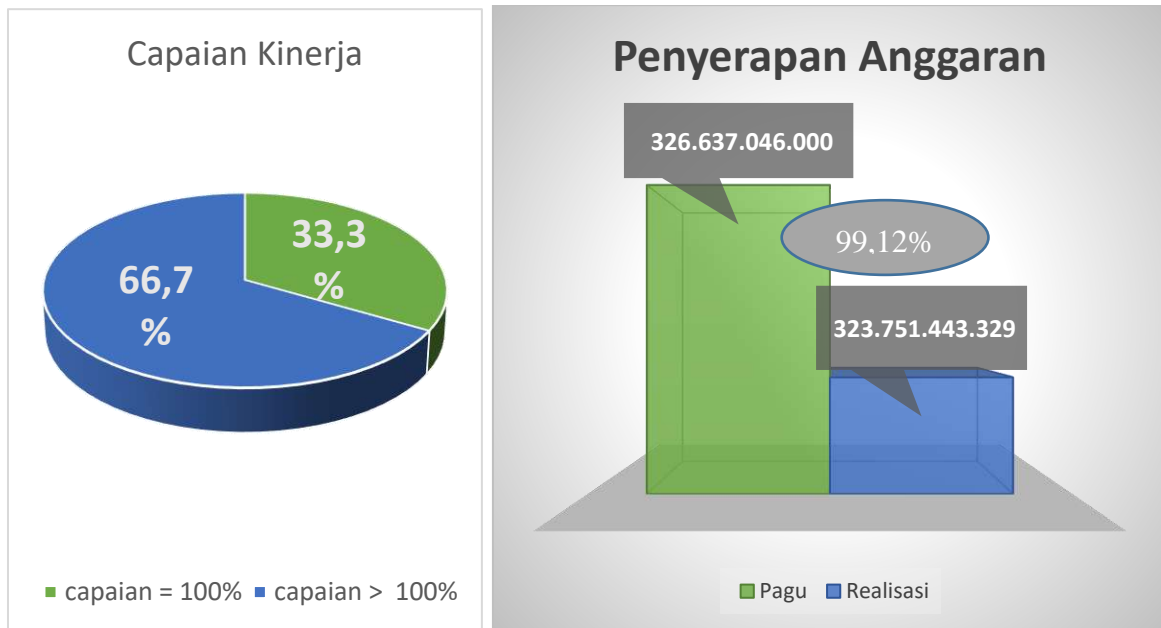 Capaian Kinerja
33,3
%
66,7
%
capaian = 100% capaian > 100%
Penyerapan Anggaran
326.637.046.000
99,12%
323.751.443.329
Pagu Realisasi